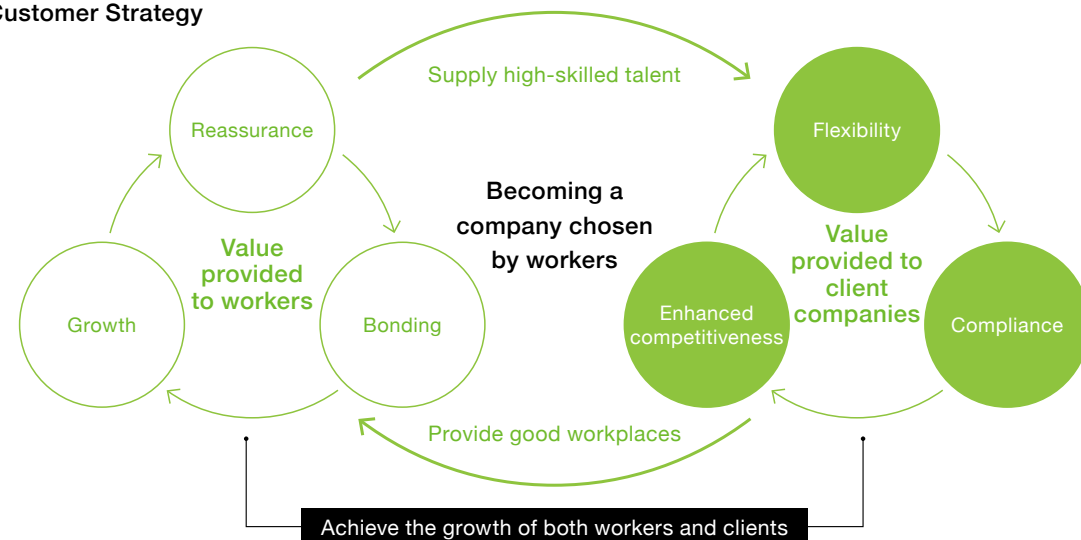 Customer Strategy
Supply high-skilled talent
Reassurance
Flexibility
Becoming a
company chosen
by workers
Value
provided
to workers
Value
provided to
client
companies
Growth
Bonding
Enhanced
competitiveness
Compliance
Provide good workplaces
Achieve the growth of both workers and clients